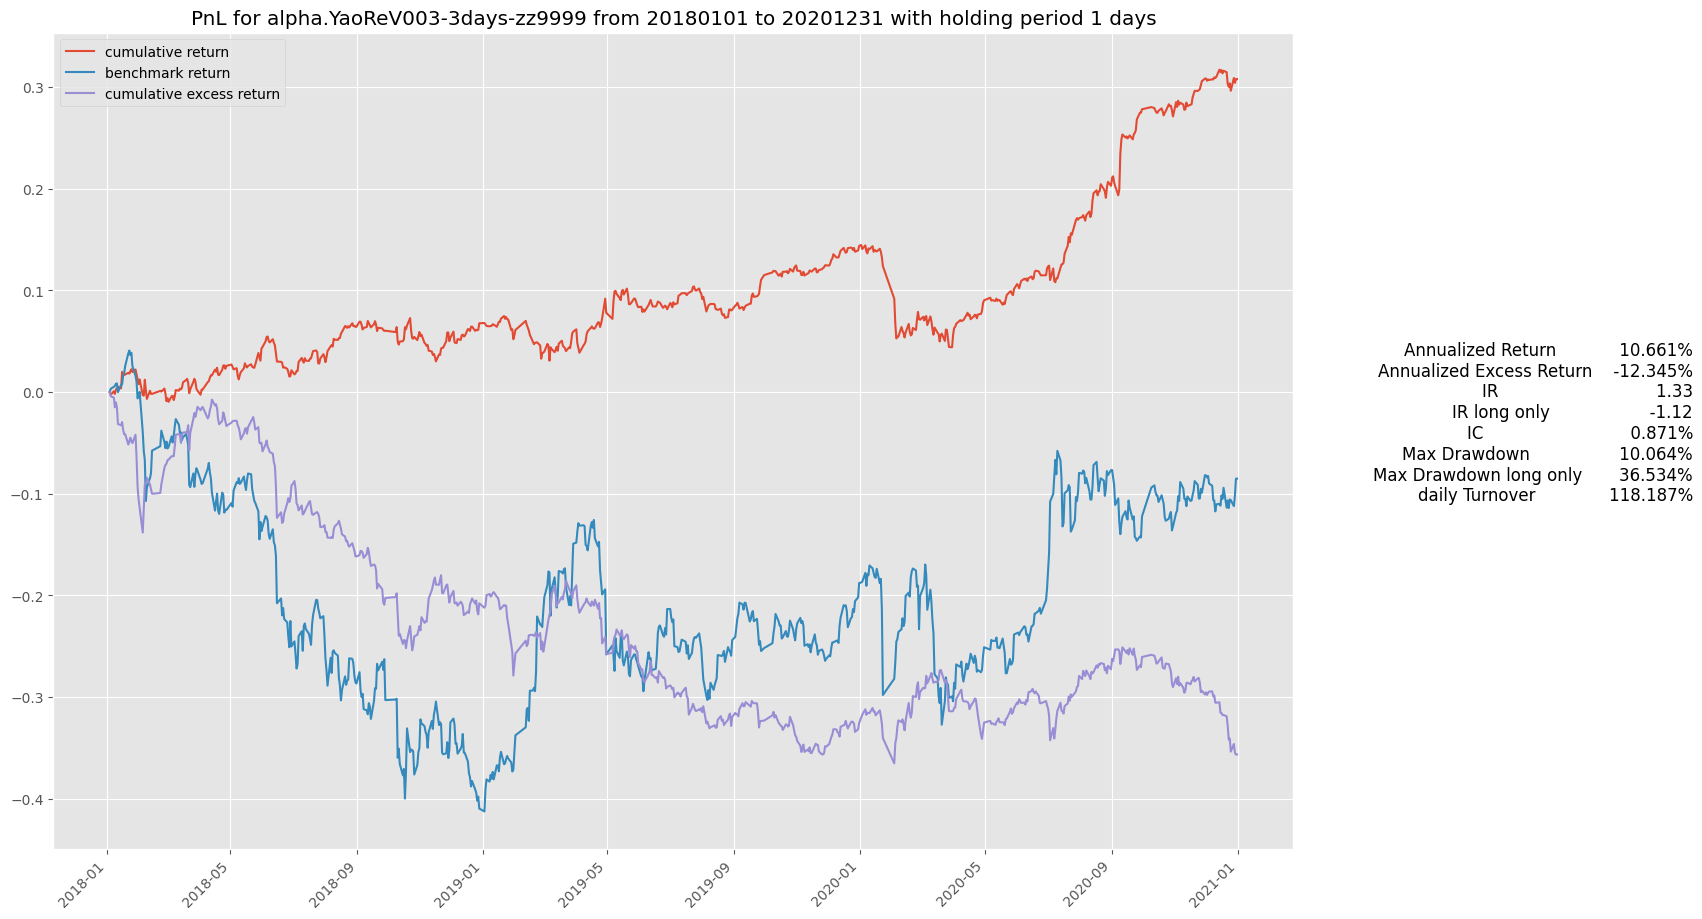 PnL for alpha.YaoReV003-3days-zz9999 from 20180101 to 20201231 with holding period 1 days
cumulative return
benchmark return
cumulative excess return
0.3
0.2
0.1
0.0
−0.1
−0.2
−0.3
−0.4
2018-01
2018-05
2018-09
2019-01
2019-05
2019-09
2020-01
2020-05
2020-09
2021-01
Annualized Return 10.661%
Annualized Excess Return -12.345%
IR 1.33
IR long only -1.12
IC 0.871%
Max Drawdown 10.064%
Max Drawdown long only 36.534%
daily Turnover 118.187%